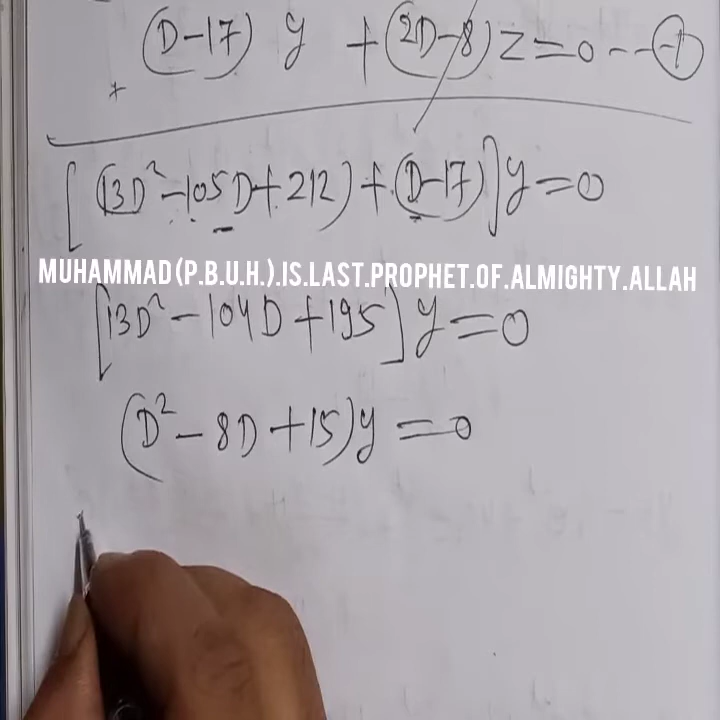 (D-17) y + (2D-8) z = 0 --- ①
+
[(13D² - 105D + 212) + (D-17)] y = 0
MUHAMMAD (P.B.U.H.).IS.LAST.PROPHET.OF.ALMIGHTY.ALLAH
[13D² - 104D + 195] y = 0
(D² - 8D + 15) y = 0